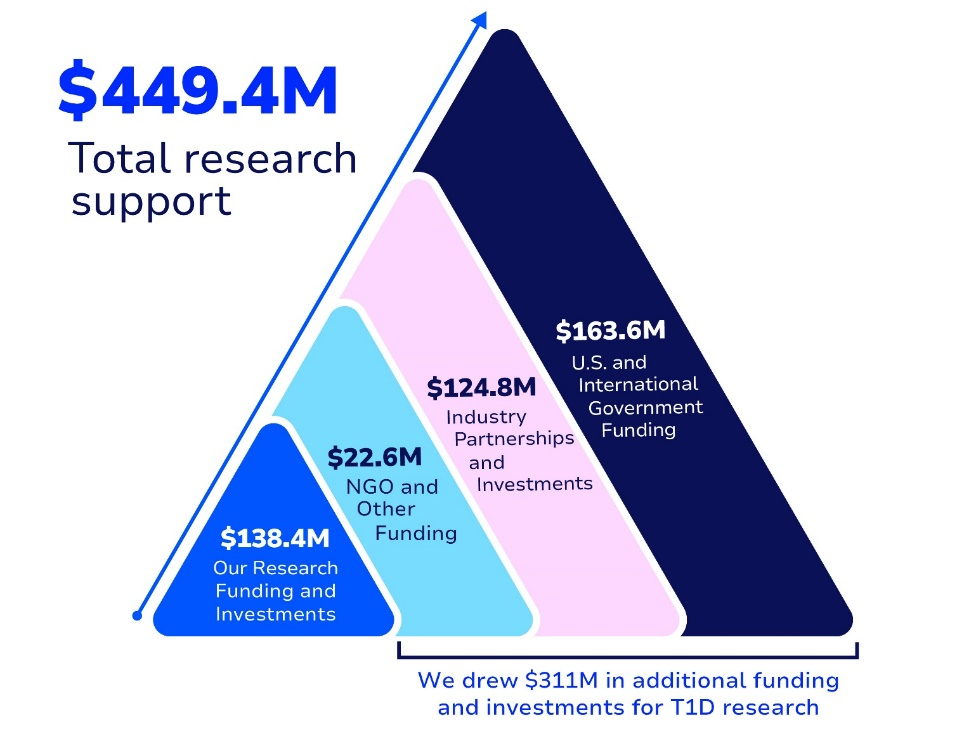 $449.4M
Total research
support
$163.6M
U.S. and
International
Government
Funding
$124.8M
Industry
Partnerships
and
Investments
$22.6M
NGO and
Other
Funding
$138.4M
Our Research
Funding and
Investments
We drew $311M in additional funding
and investments for T1D research